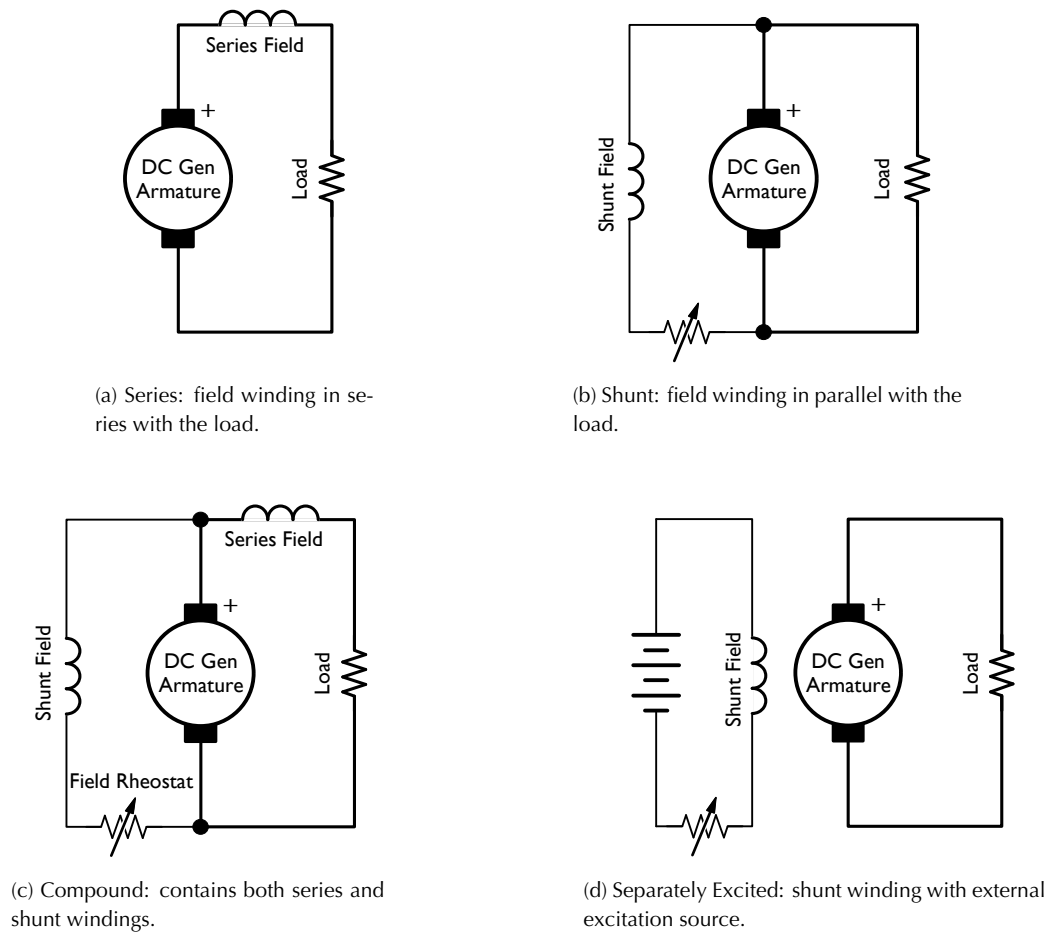 Series Field
+
DC Gen
Armature
Load
(a) Series: field winding in se-
ries with the load.
+
Shunt Field
DC Gen
Armature
Load
(b) Shunt: field winding in parallel with the
load.
Series Field
+
Shunt Field
DC Gen
Armature
Load
Field Rheostat
(c) Compound: contains both series and
shunt windings.
+
Shunt Field
DC Gen
Armature
Load
(d) Separately Excited: shunt winding with external
excitation source.